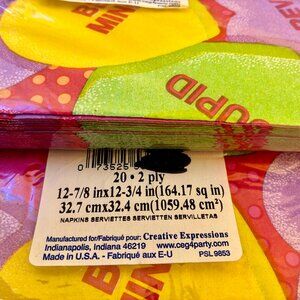 CUPID
0 73525
20 • 2 ply
12-7/8 inx12-3/4 in(164.17 sq in)
32.7 cmx32.4 cm(1059.48 cm²)
NAPKINS SERVIETTES SERVIETTEN SERVILLETAS
Manufactured for/Fabriqué pour: Creative Expressions
Indianapolis, Indiana 46219 www.ceg4party.com
Made in U.S.A. - Fabriqué aux E-U
PSL9853